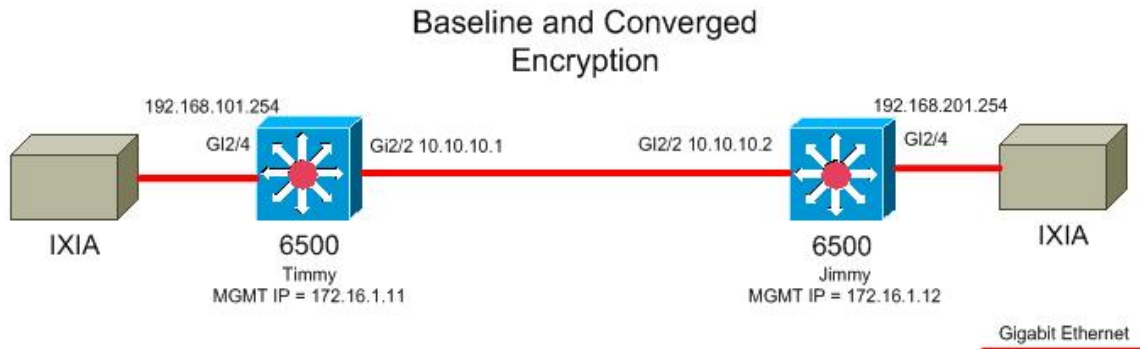 Baseline and Converged
Encryption
192.168.101.254
GI2/4
Gi2/2 10.10.10.1
GI2/2 10.10.10.2
192.168.201.254
GI2/4
IXIA
6500
Timmy
MGMT IP = 172.16.1.11
6500
Jimmy
MGMT IP = 172.16.1.12
IXIA
Gigabit Ethernet